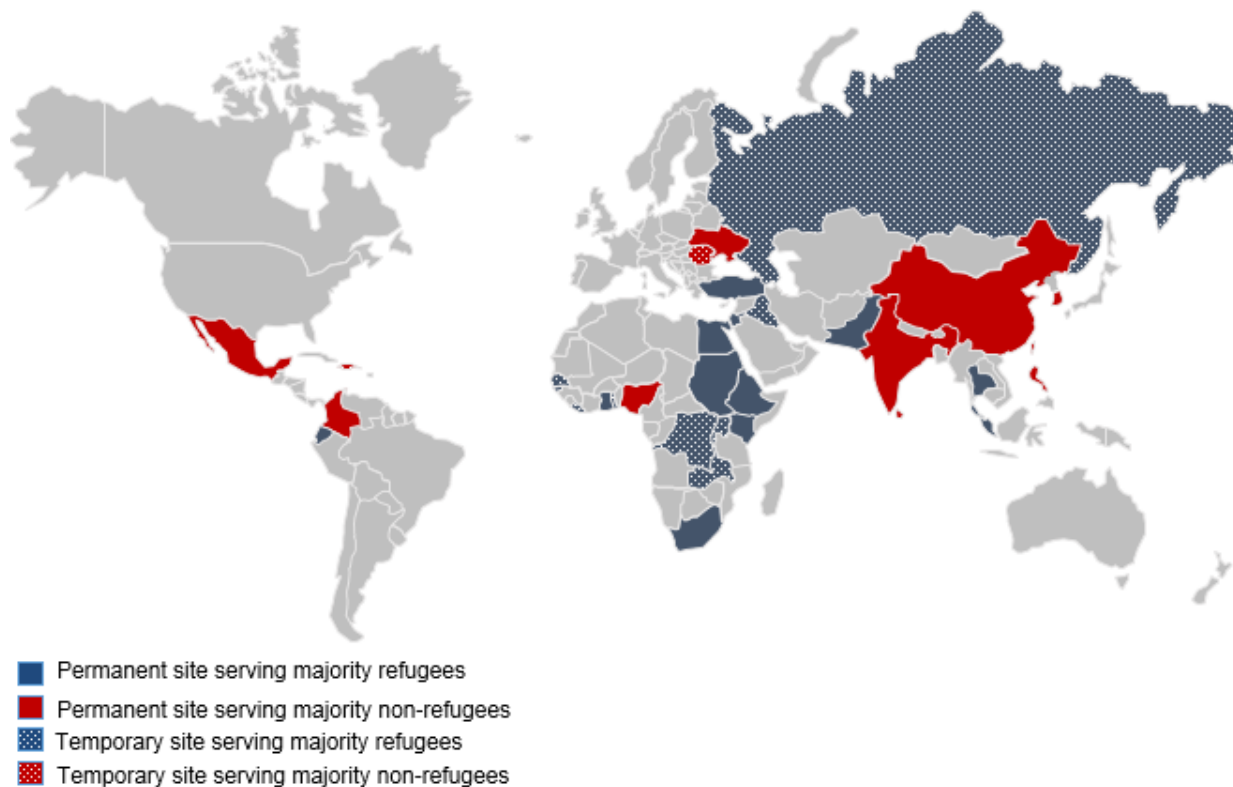 Permanent site serving majority refugees
Permanent site serving majority non-refugees
Temporary site serving majority refugees
Temporary site serving majority non-refugees